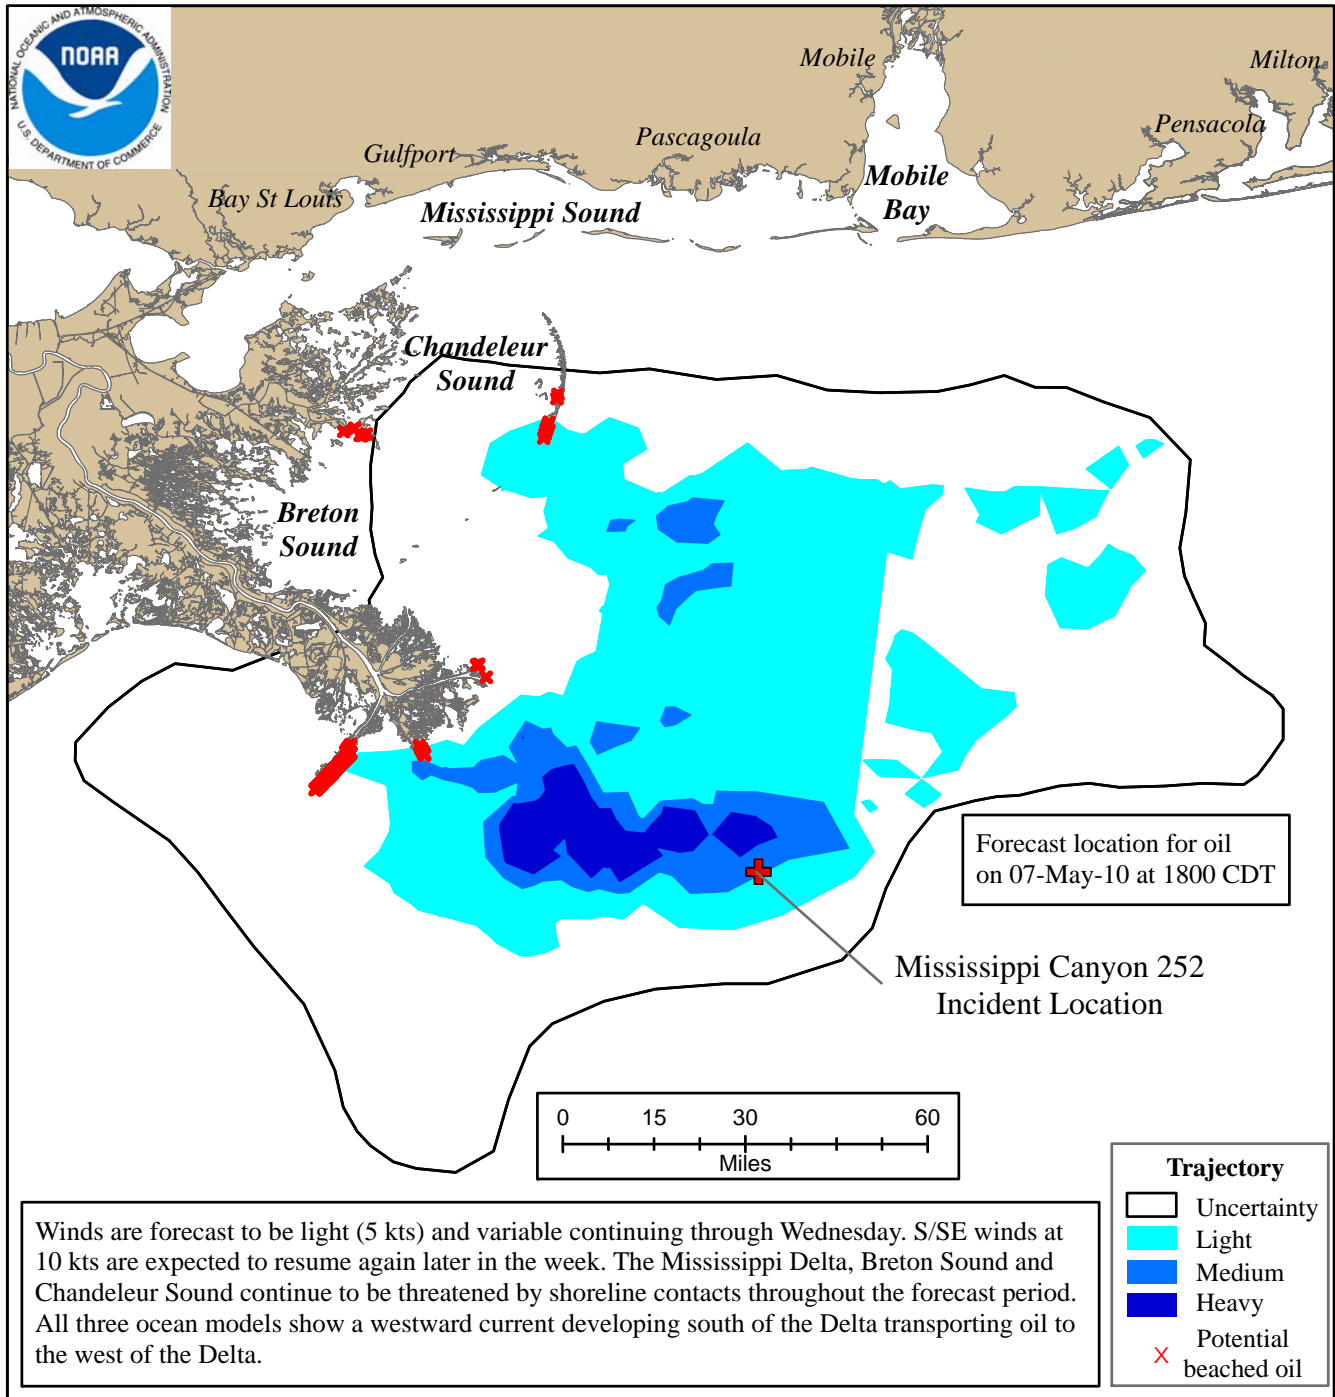 NATIONAL OCEANIC AND ATMOSPHERIC ADMINISTRATION
NOAA
U.S. DEPARTMENT OF COMMERCE
Mobile
Milton
Pascagoula
Pensacola
Gulfport
Mobile
Bay
Bay St Louis
Mississippi Sound
Chandeleur
Sound
Breton
Sound
Forecast location for oil
on 07-May-10 at 1800 CDT
Mississippi Canyon 252
Incident Location
0 15 30 60
Miles
Trajectory
Uncertainty
Light
Medium
Heavy
Potential
beached oil
Winds are forecast to be light (5 kts) and variable continuing through Wednesday. S/SE winds at
10 kts are expected to resume again later in the week. The Mississippi Delta, Breton Sound and
Chandeleur Sound continue to be threatened by shoreline contacts throughout the forecast period.
All three ocean models show a westward current developing south of the Delta transporting oil to
the west of the Delta.